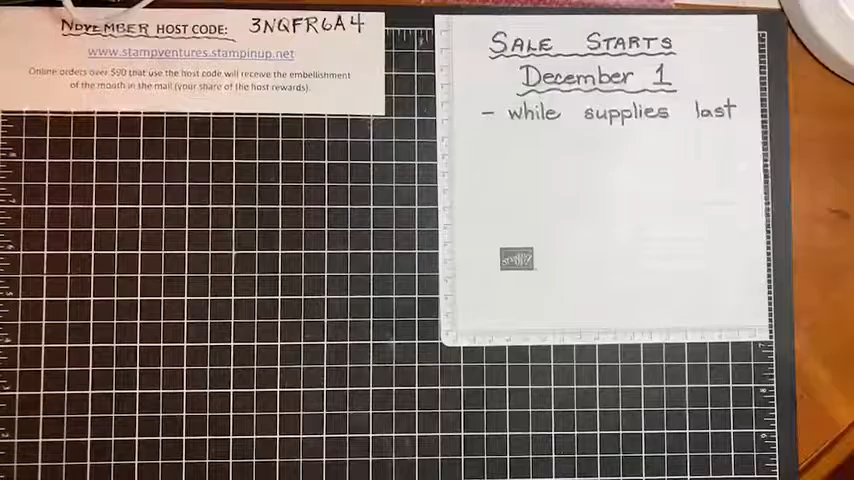 NOVEMBER HOST CODE: 3NQFR6A4
www.stampventures.stampinup.net
Online orders over $90 that use the host code will receive the embellishment
of the month in the mail (your share of the host rewards).
SALE STARTS
December 1
- while supplies last